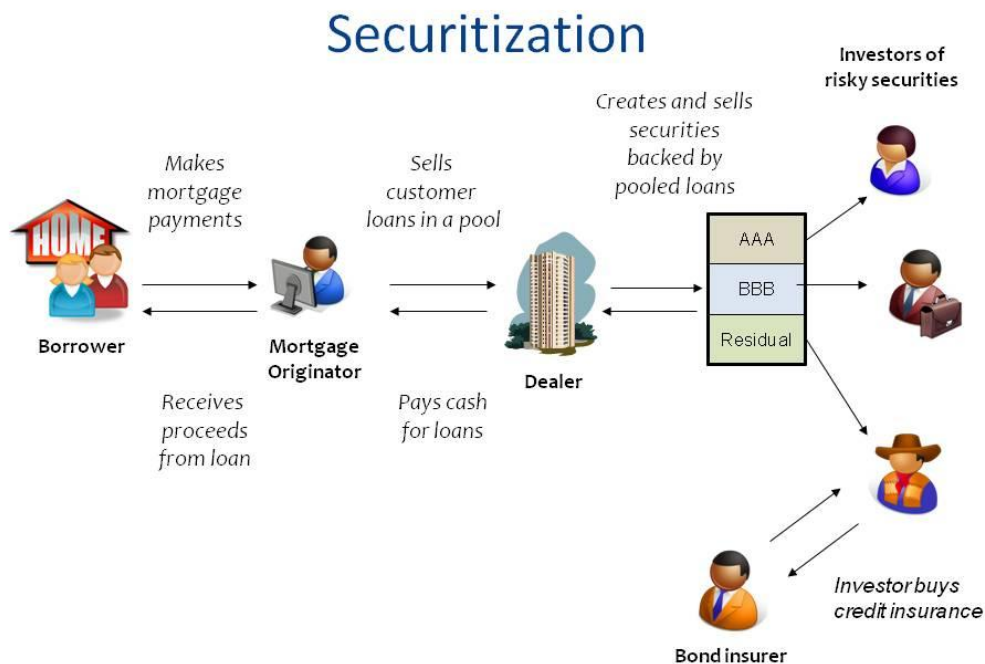 Securitization
Investors of
risky securities
Creates and sells
securities
backed by
pooled loans
Makes
mortgage
payments
Sells
customer
loans in a pool
HOME
AAA
BBB
Residual
Borrower
Mortgage
Originator
Dealer
Receives
proceeds
from loan
Pays cash
for loans
Investor buys
credit insurance
Bond insurer